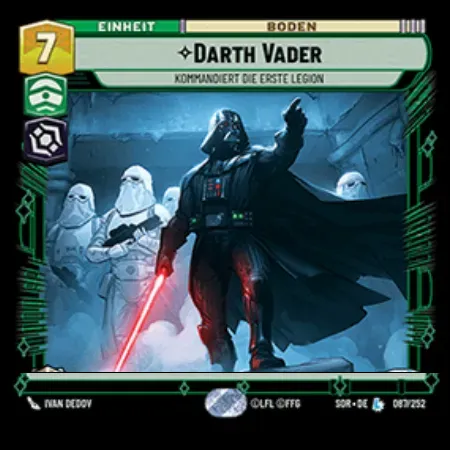 7
EINHEIT
BODEN
DARTH VADER
KOMMANDIERT DIE ERSTE LEGION
IVAN DEDOV
©LFL ©FFG
SOR • DE
087/252